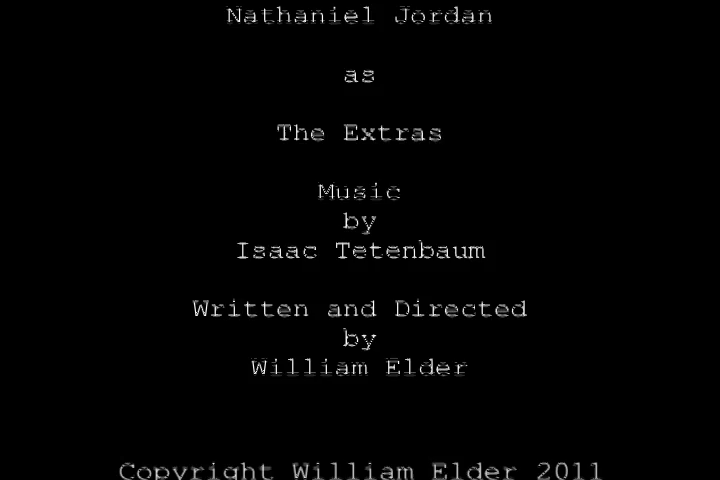 Nathaniel Jordan
as
The Extras
Music
by
Isaac Tetenbaum
Written and Directed
by
William Elder
Copyright William Elder 2011